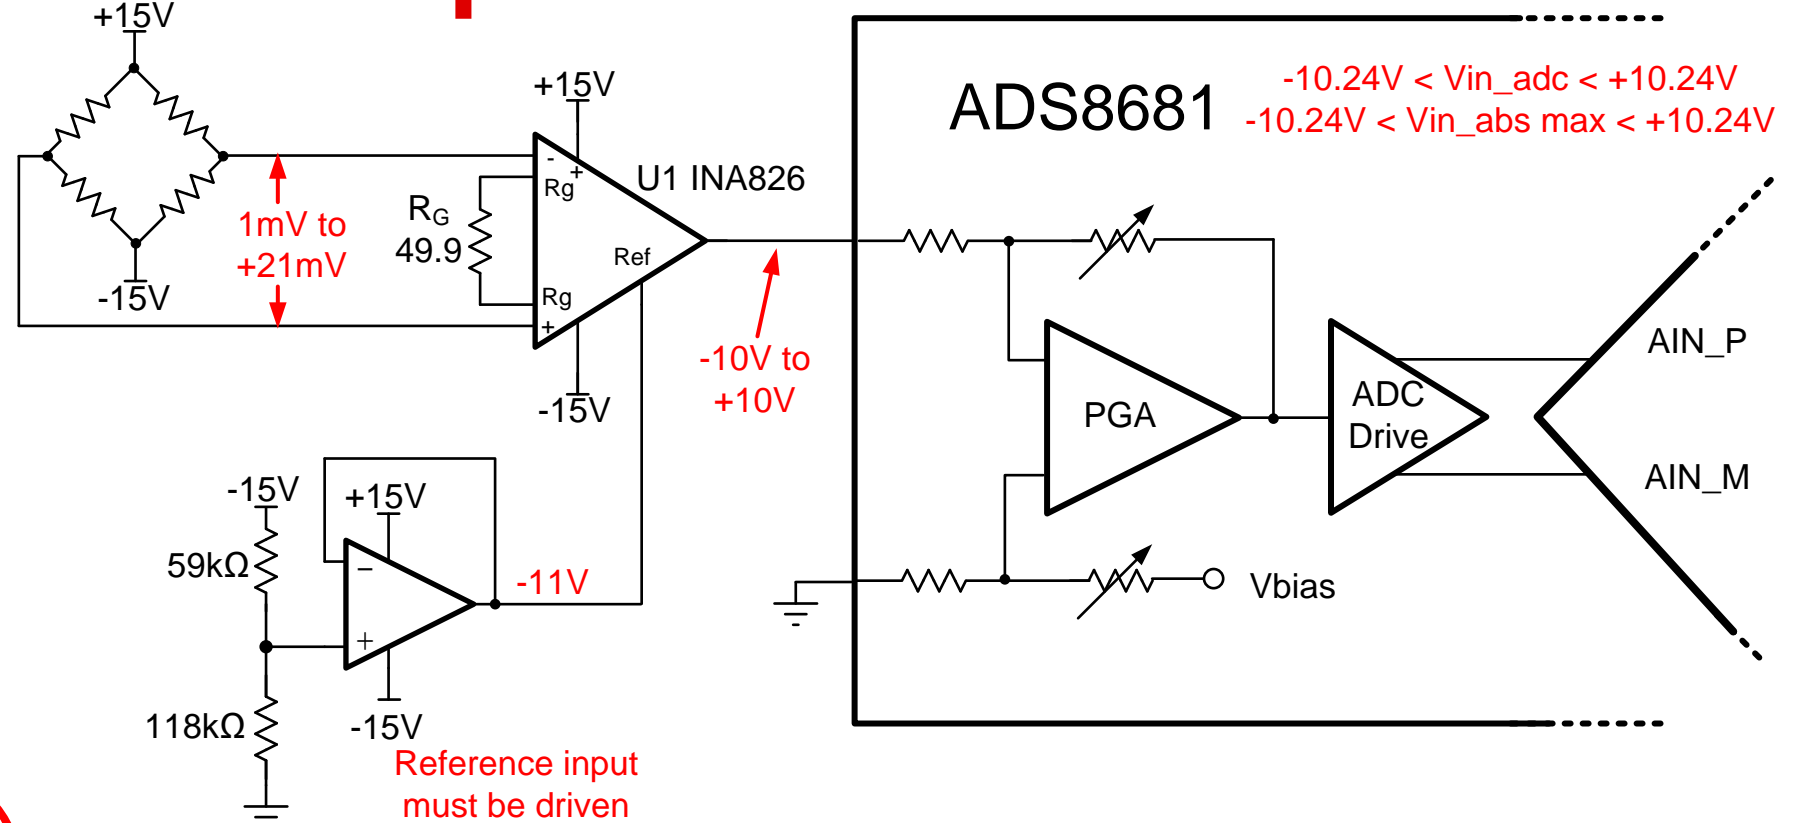 +15V
-15V
1mV to
+21mV
+15V
U1 INA826
-
+
Rg
RG
49.9
Ref
Rg
+
-15V
-10V to
+10V
-15V
+15V
59kΩ
−
-11V
+
118kΩ
-15V
Reference input
must be driven
ADS8681
-10.24V < Vin_adc < +10.24V
-10.24V < Vin_abs max < +10.24V
PGA
ADC
Drive
AIN_P
AIN_M
Vbias